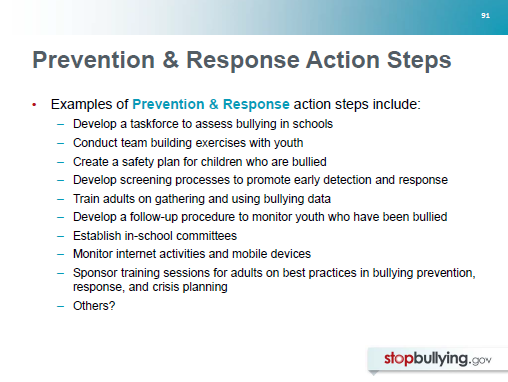 91
Prevention & Response Action Steps
• Examples of Prevention & Response action steps include:
– Develop a taskforce to assess bullying in schools
– Conduct team building exercises with youth
– Create a safety plan for children who are bullied
– Develop screening processes to promote early detection and response
– Train adults on gathering and using bullying data
– Develop a follow-up procedure to monitor youth who have been bullied
– Establish in-school committees
– Monitor internet activities and mobile devices
– Sponsor training sessions for adults on best practices in bullying prevention,
response, and crisis planning
– Others?
stopbullying.gov